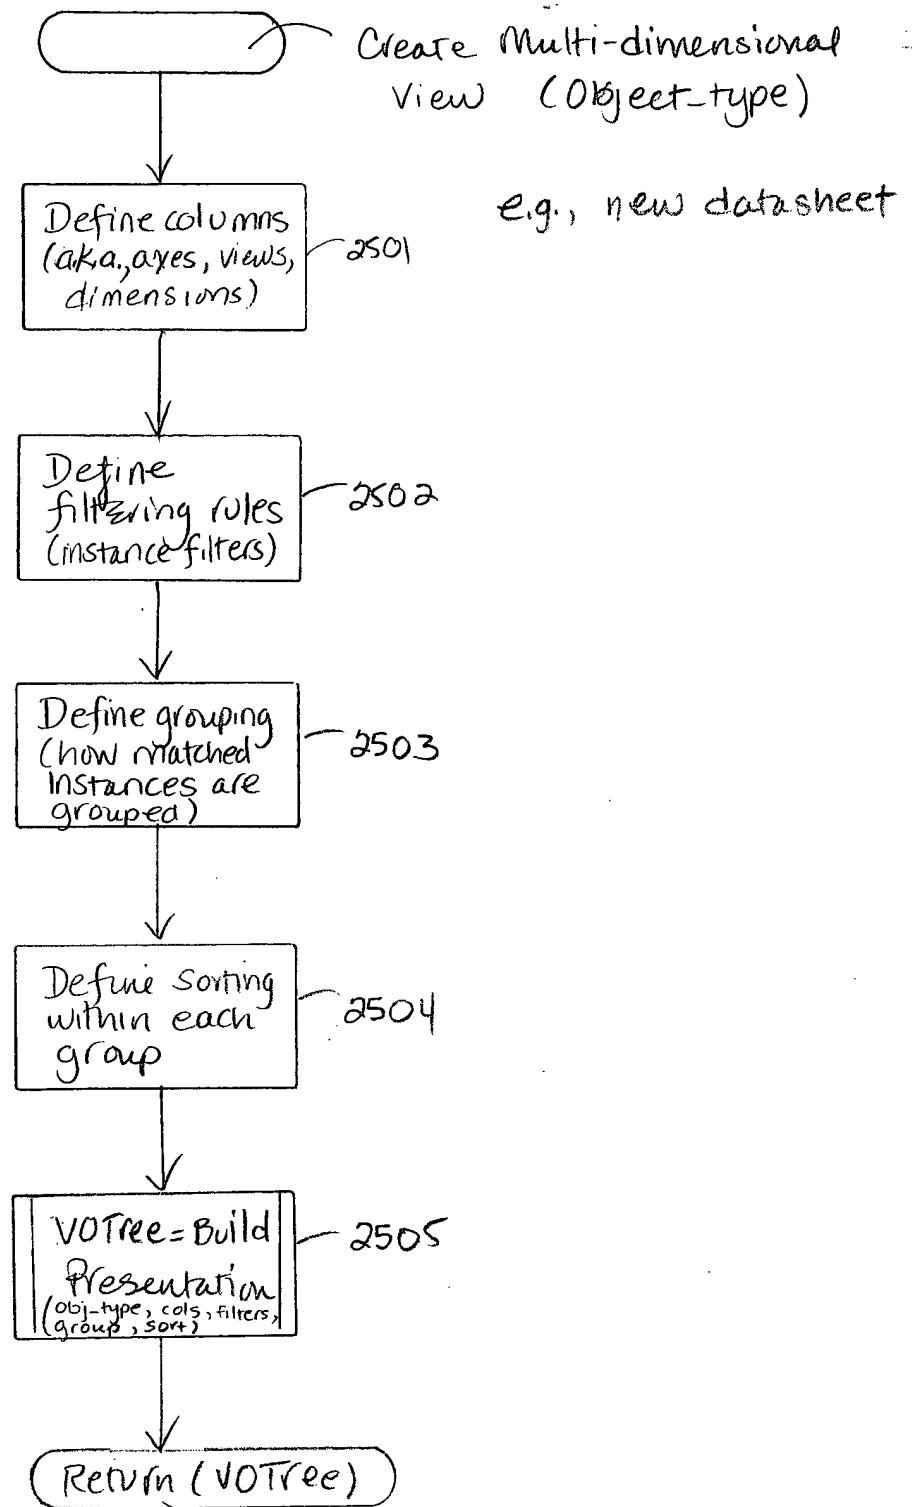 Create Multi-dimensional
View (Object-type)
e.g., new datasheet
Define columns
(a.k.a., axes, views,
dimensions)
2501
Define
filtering rules
(instance filters)
2502
Define grouping
(how matched
instances are
grouped)
2503
Define sorting
within each
group
2504
VOTree = Build
Presentation
(obj-type, cols, filters,
group, sort)
2505
Return (VOTree)